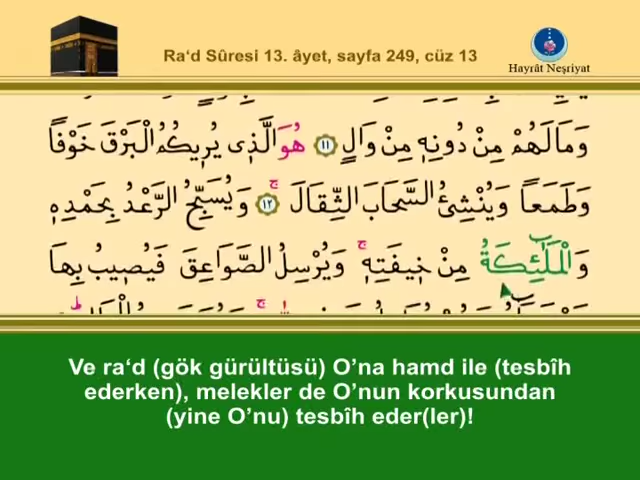 Ra‘d Sûresi 13. âyet, sayfa 249, cüz 13
Hayrât Neşriyat
وَمَالَهُمْ مِنْ دُونِه۪ مِنْ وَالٍ ﴿١١﴾ هُوَ الَّذ۪ي يُر۪يكُمُ الْبَرْقَ خَوْفًا
وَطَمَعًا وَيُنْشِئُ السَّحَابَ الثِّقَالَ ۚ ﴿١٢﴾ وَيُسَبِّحُ الرَّعْدُ بِحَمْدِه۪
وَالْمَلٰٓئِكَةُ مِنْ خ۪يفَتِه۪ ۚ وَيُرْسِلُ الصَّوَاعِقَ فَيُص۪يبُ بِهَا
Ve ra‘d (gök gürültüsü) O’na hamd ile (tesbîh
ederken), melekler de O’nun korkusundan
(yine O’nu) tesbîh eder(ler)!